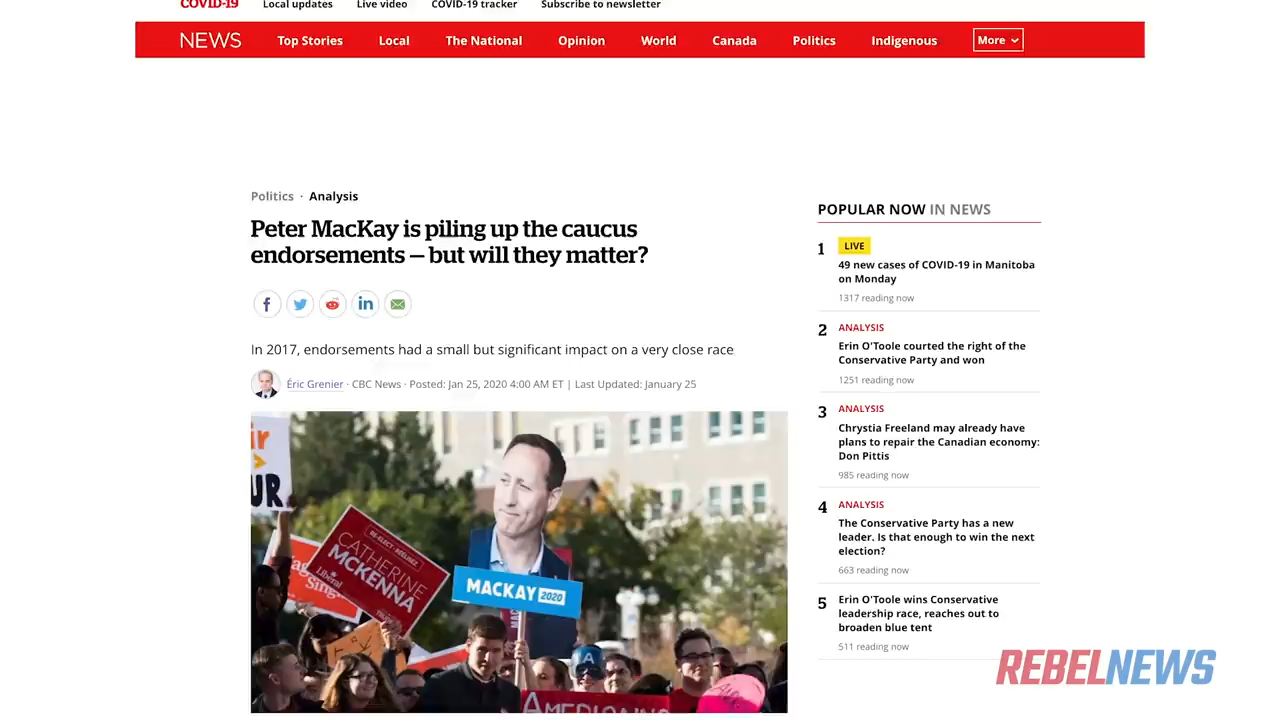 COVID-19 Local updates Live video COVID-19 tracker Subscribe to newsletter
NEWS Top Stories Local The National Opinion World Canada Politics Indigenous More
Politics · Analysis
Peter MacKay is piling up the caucus
endorsements — but will they matter?
In 2017, endorsements had a small but significant impact on a very close race
Éric Grenier · CBC News · Posted: Jan 25, 2020 4:00 AM ET | Last Updated: January 25
UR
RE-ELECT
CATHERINE
MCKENNA
Liberal
Singh
MACKAY 2020
A
POPULAR NOW IN NEWS
1 LIVE
49 new cases of COVID-19 in Manitoba
on Monday
1317 reading now
2 ANALYSIS
Erin O'Toole courted the right of the
Conservative Party and won
1251 reading now
3 ANALYSIS
Chrystia Freeland may already have
plans to repair the Canadian economy:
Don Pittis
985 reading now
4 ANALYSIS
The Conservative Party has a new
leader. Is that enough to win the next
election?
663 reading now
5 Erin O'Toole wins Conservative
leadership race, reaches out to
broaden blue tent
511 reading now
REBELNEWS